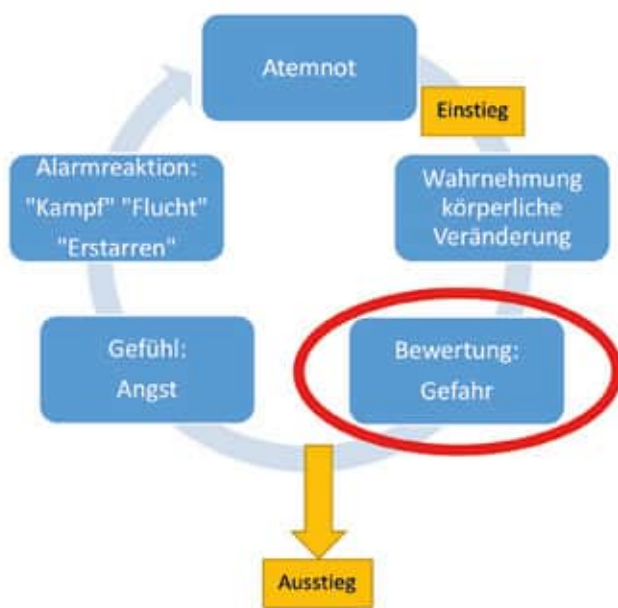 Atemnot
Einstieg
Wahrnehmung
körperliche
Veränderung
Bewertung:
Gefahr
Ausstieg
Gefühl:
Angst
Alarmreaktion:
"Kampf" "Flucht"
"Erstarren"